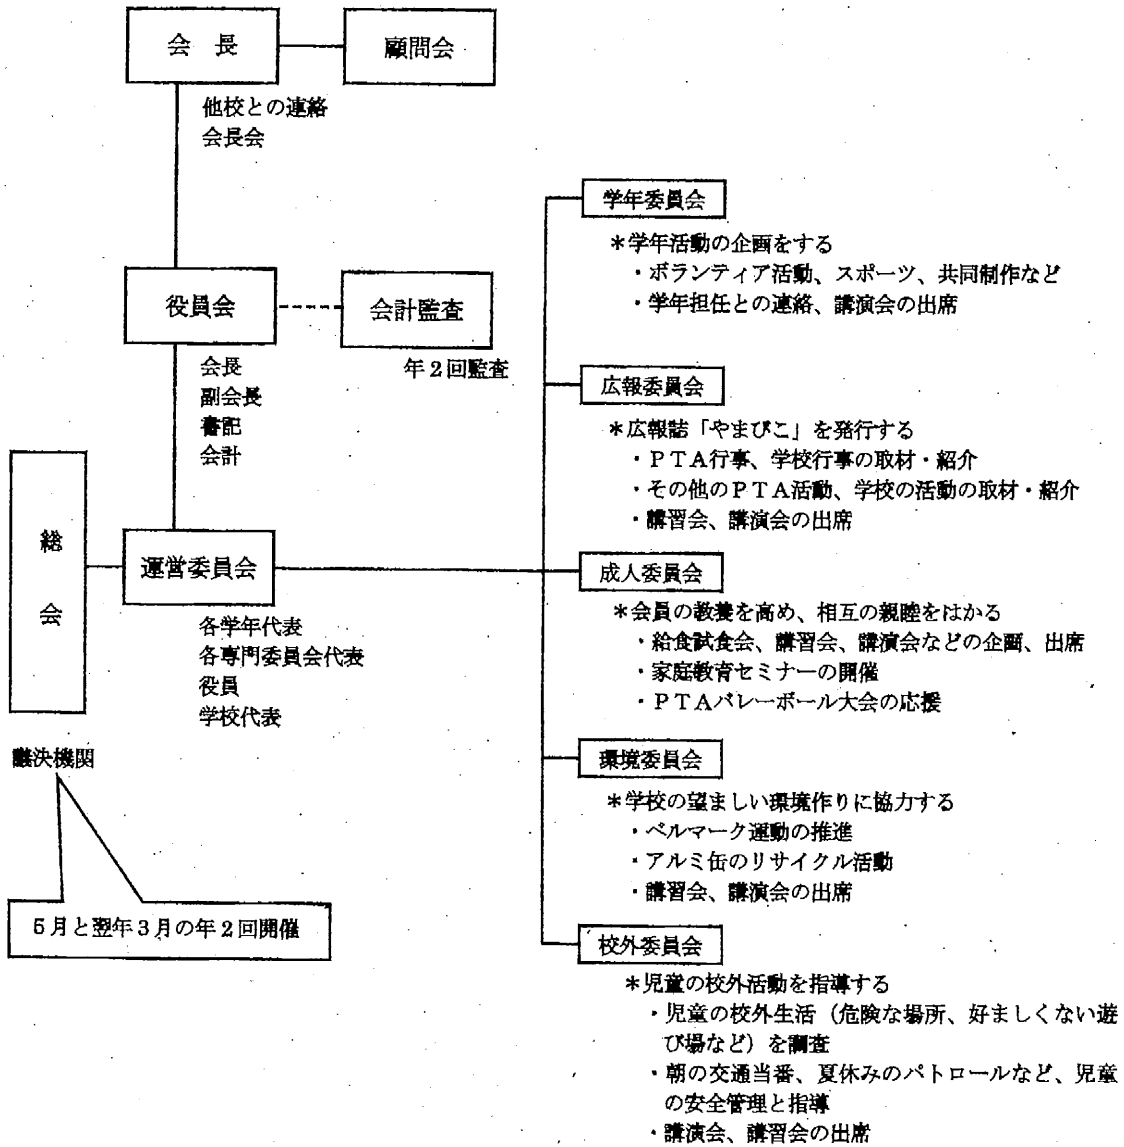 会 長
顧問会
他校との連絡
会長会
役員会
会計監査
年2回監査
会長
副会長
書記
会計
総会
運営委員会
各学年代表
各専門委員会代表
役員
学校代表
議決機関
5月と翌年3月の年2回開催
学年委員会
*学年活動の企画をする
・ボランティア活動、スポーツ、共同制作など
・学年担任との連絡、講演会の出席
広報委員会
*広報誌「やまびこ」を発行する
・PTA行事、学校行事の取材・紹介
・その他のPTA活動、学校の活動の取材・紹介
・講習会、講演会の出席
成人委員会
*会員の教養を高め、相互の親睦をはかる
・給食試食会、講習会、講演会などの企画、出席
・家庭教育セミナーの開催
・PTAバレーボール大会の応援
環境委員会
*学校の望ましい環境作りに協力する
・ベルマーク運動の推進
・アルミ缶のリサイクル活動
・講習会、講演会の出席
校外委員会
*児童の校外活動を指導する
・児童の校外生活（危険な場所、好ましくない遊
び場など）を調査
・朝の交通当番、夏休みのパトロールなど、児童
の安全管理と指導
・講演会、講習会の出席